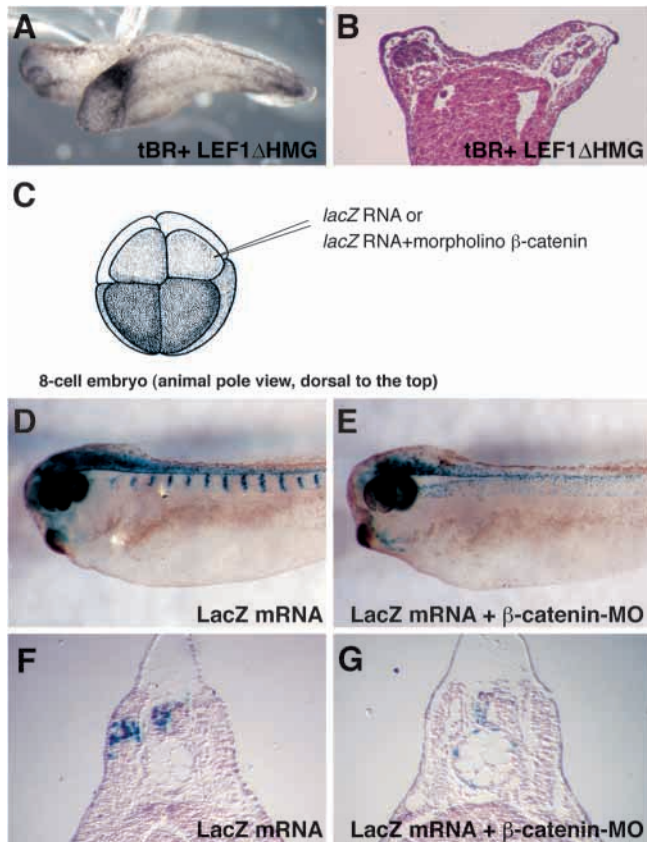 A
tBR+ LEF1ΔHMG
B
tBR+ LEF1ΔHMG
C
lacZ RNA or
lacZ RNA+morpholino β-catenin
8-cell embryo (animal pole view, dorsal to the top)
D
LacZ mRNA
E
LacZ mRNA + β-catenin-MO
F
LacZ mRNA
G
LacZ mRNA + β-catenin-MO